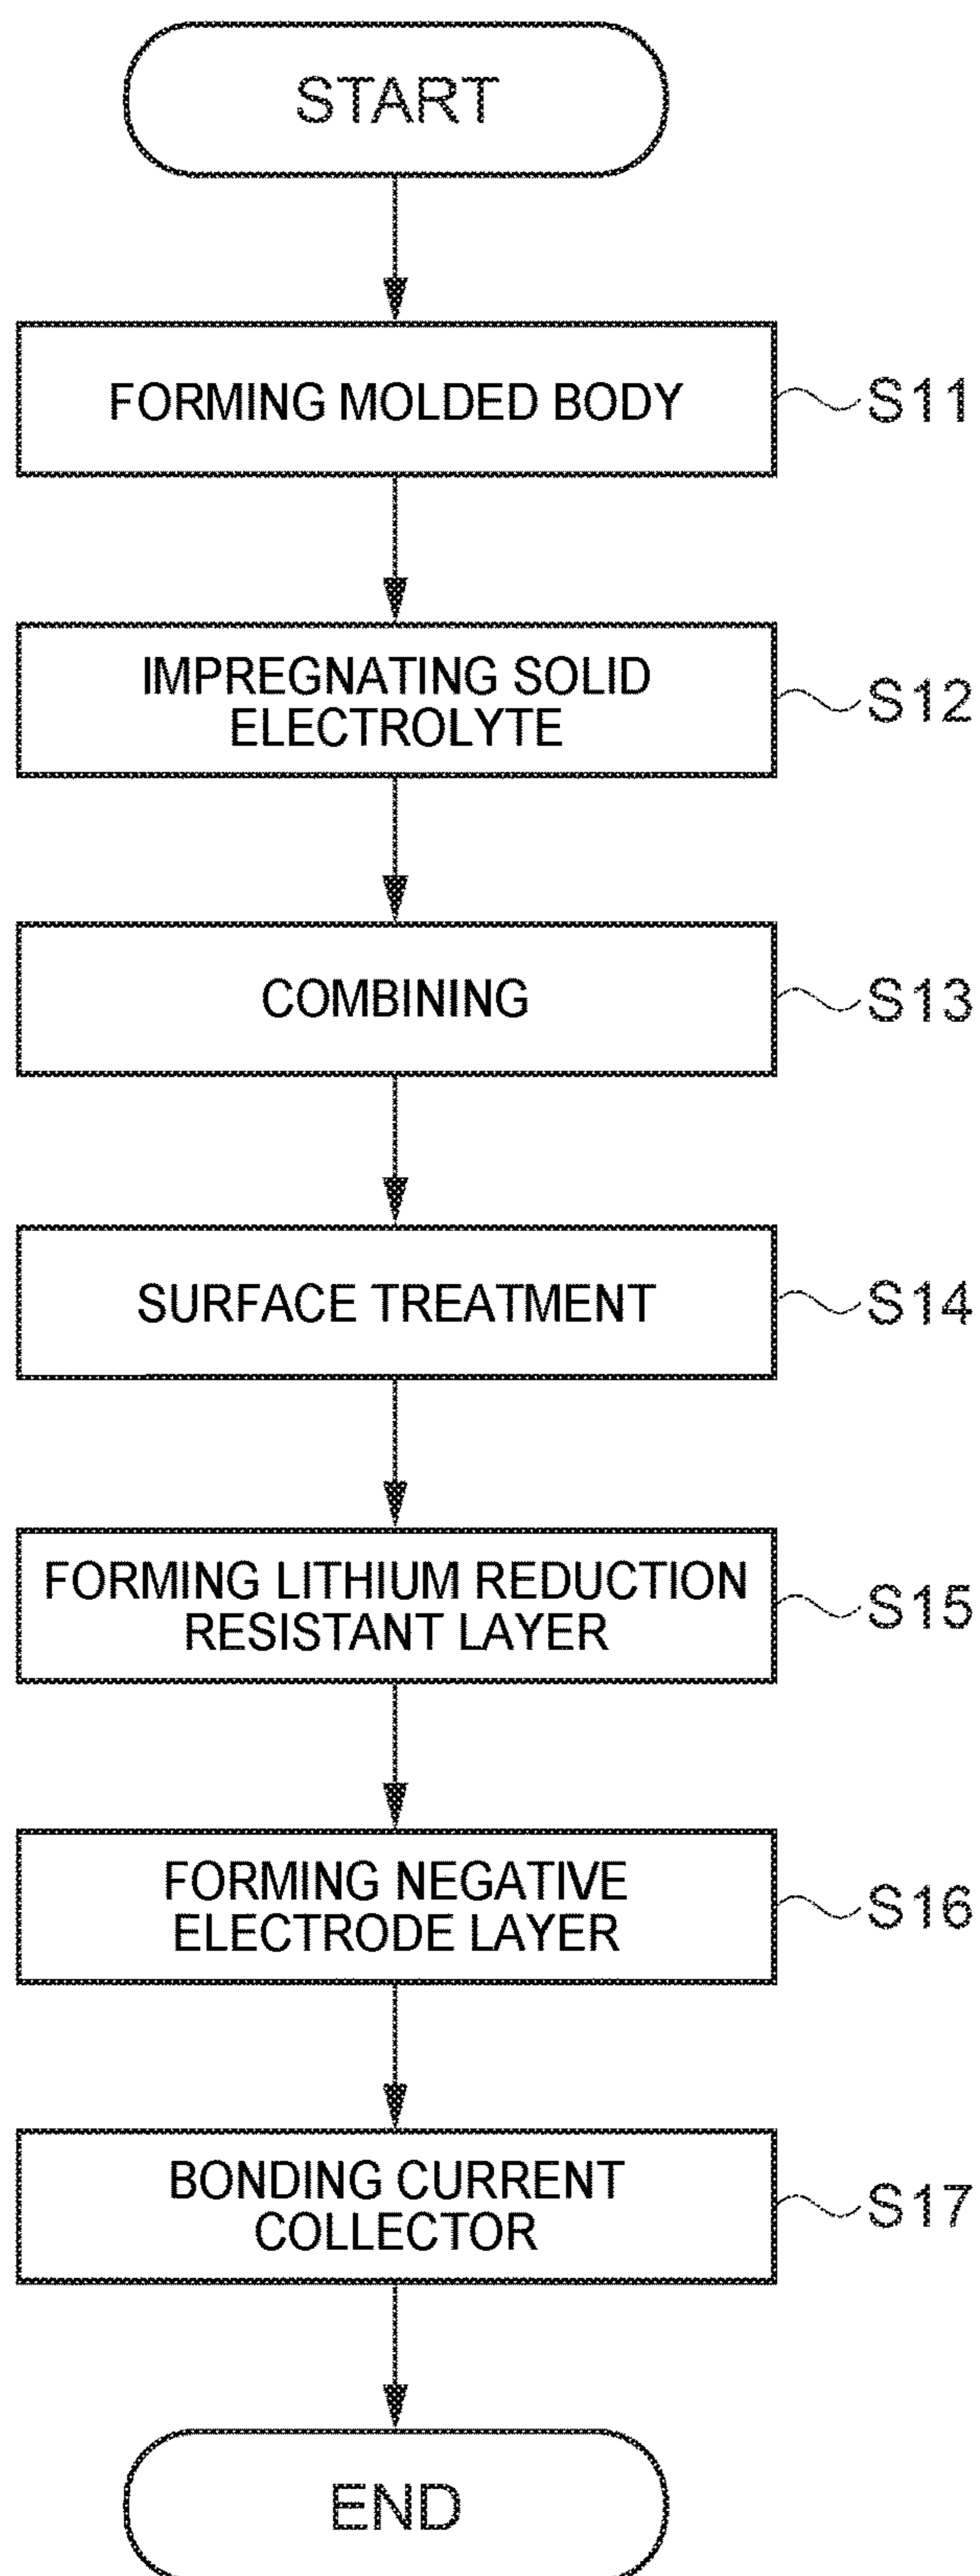 START
FORMING MOLDED BODY
S11
IMPREGNATING SOLID
ELECTROLYTE
S12
COMBINING
S13
SURFACE TREATMENT
S14
FORMING LITHIUM REDUCTION
RESISTANT LAYER
S15
FORMING NEGATIVE
ELECTRODE LAYER
S16
BONDING CURRENT
COLLECTOR
S17
END